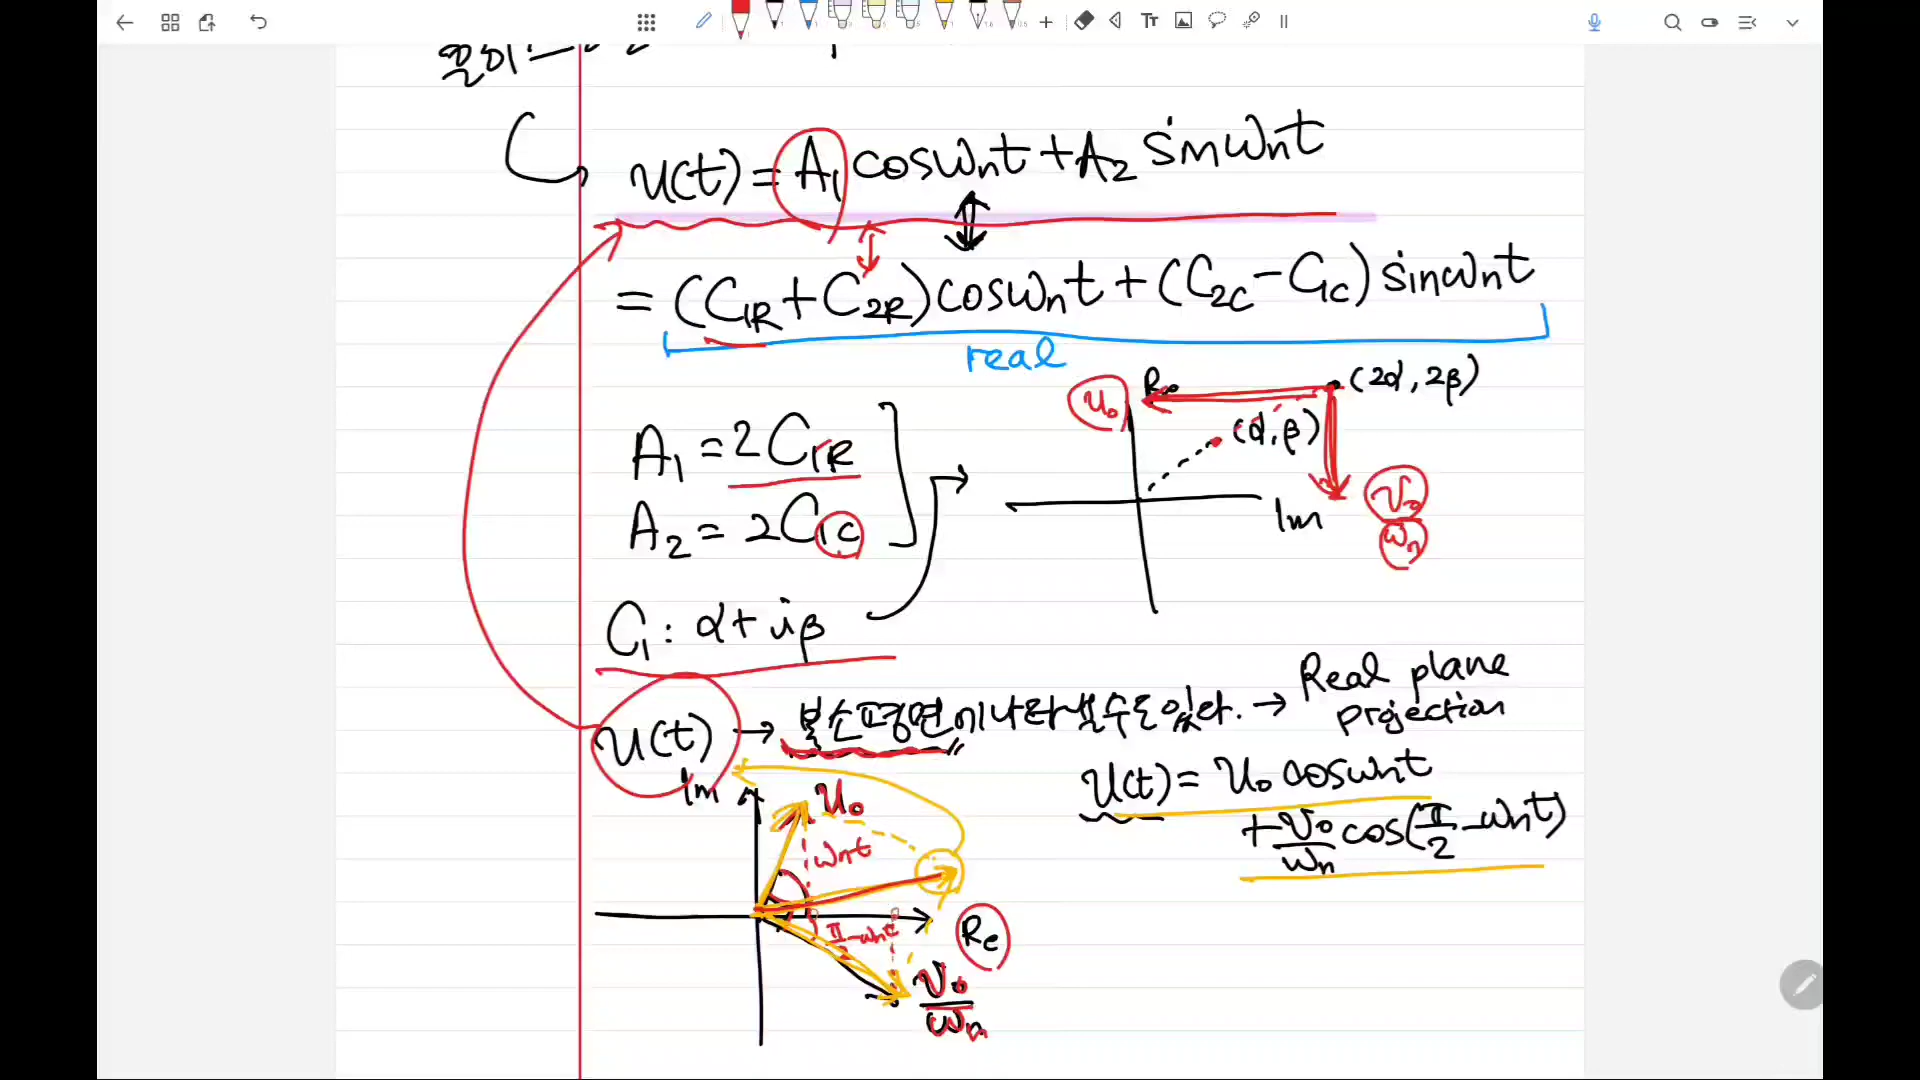 u(t) = A₁ cosωnt + A₂ sinωnt
= (C1R + C2R) cosωnt + (C2C - C1C) sinωnt
real
A₁ = 2C1R
A₂ = 2C1C
C₁ : α + iβ
u₀ Re (2α, 2β)
(α, β)
Im
v₀
ωn
u(t) → 복소평면에 나타낼 수도 있다. → Real plane projection
u(t) = u₀ cosωnt
+ v₀/ωn cos(π/2 - ωnt)
Im
u₀
ωnt
π/2 - ωnt
Re
v₀/ωn